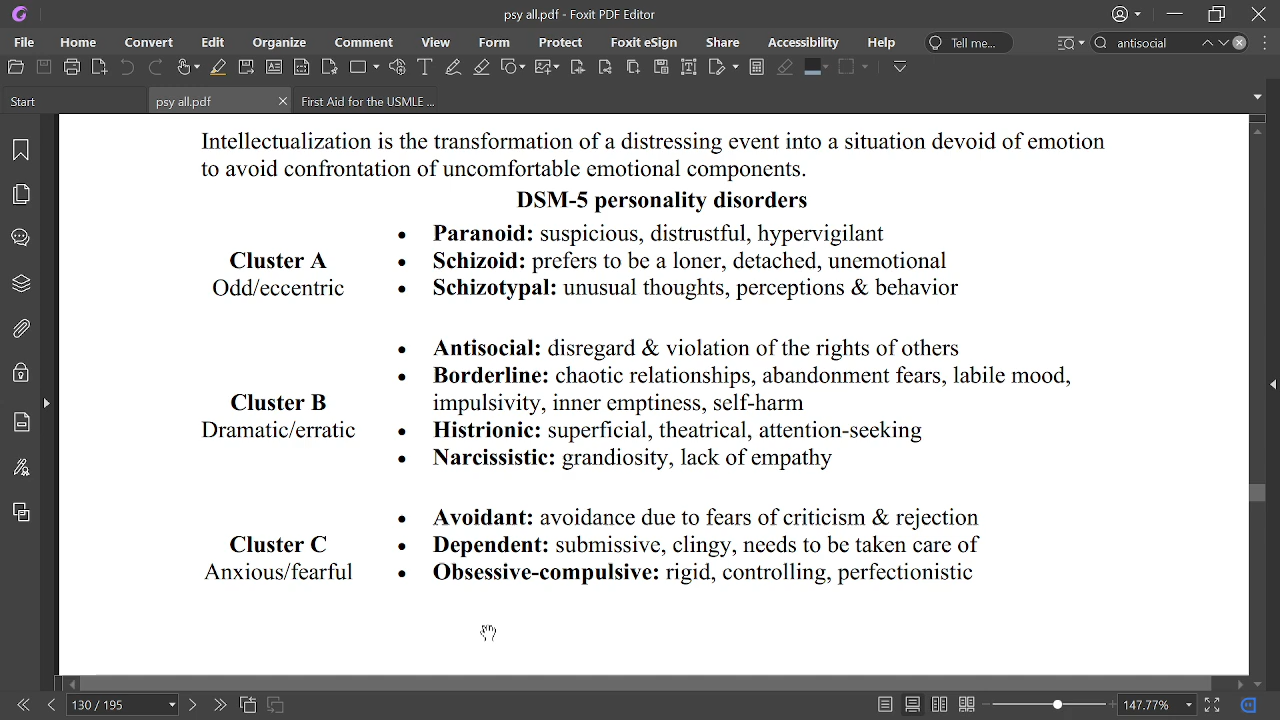 psy all.pdf - Foxit PDF Editor
File Home Convert Edit Organize Comment View Form Protect Foxit eSign Share Accessibility Help Tell me... antisocial
Start psy all.pdf First Aid for the USMLE ...
Intellectualization is the transformation of a distressing event into a situation devoid of emotion
to avoid confrontation of uncomfortable emotional components.
DSM-5 personality disorders
• Paranoid: suspicious, distrustful, hypervigilant
Cluster A • Schizoid: prefers to be a loner, detached, unemotional
Odd/eccentric • Schizotypal: unusual thoughts, perceptions & behavior
• Antisocial: disregard & violation of the rights of others
• Borderline: chaotic relationships, abandonment fears, labile mood,
Cluster B impulsivity, inner emptiness, self-harm
Dramatic/erratic • Histrionic: superficial, theatrical, attention-seeking
• Narcissistic: grandiosity, lack of empathy
• Avoidant: avoidance due to fears of criticism & rejection
Cluster C • Dependent: submissive, clingy, needs to be taken care of
Anxious/fearful • Obsessive-compulsive: rigid, controlling, perfectionistic
130 / 195 147.77%